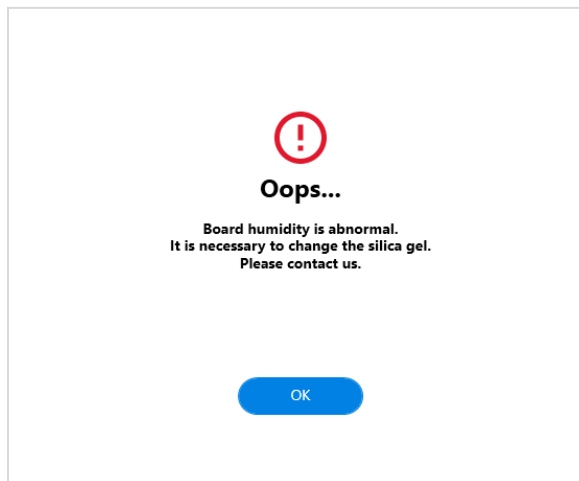 Oops...
Board humidity is abnormal.
It is necessary to change the silica gel.
Please contact us.
OK